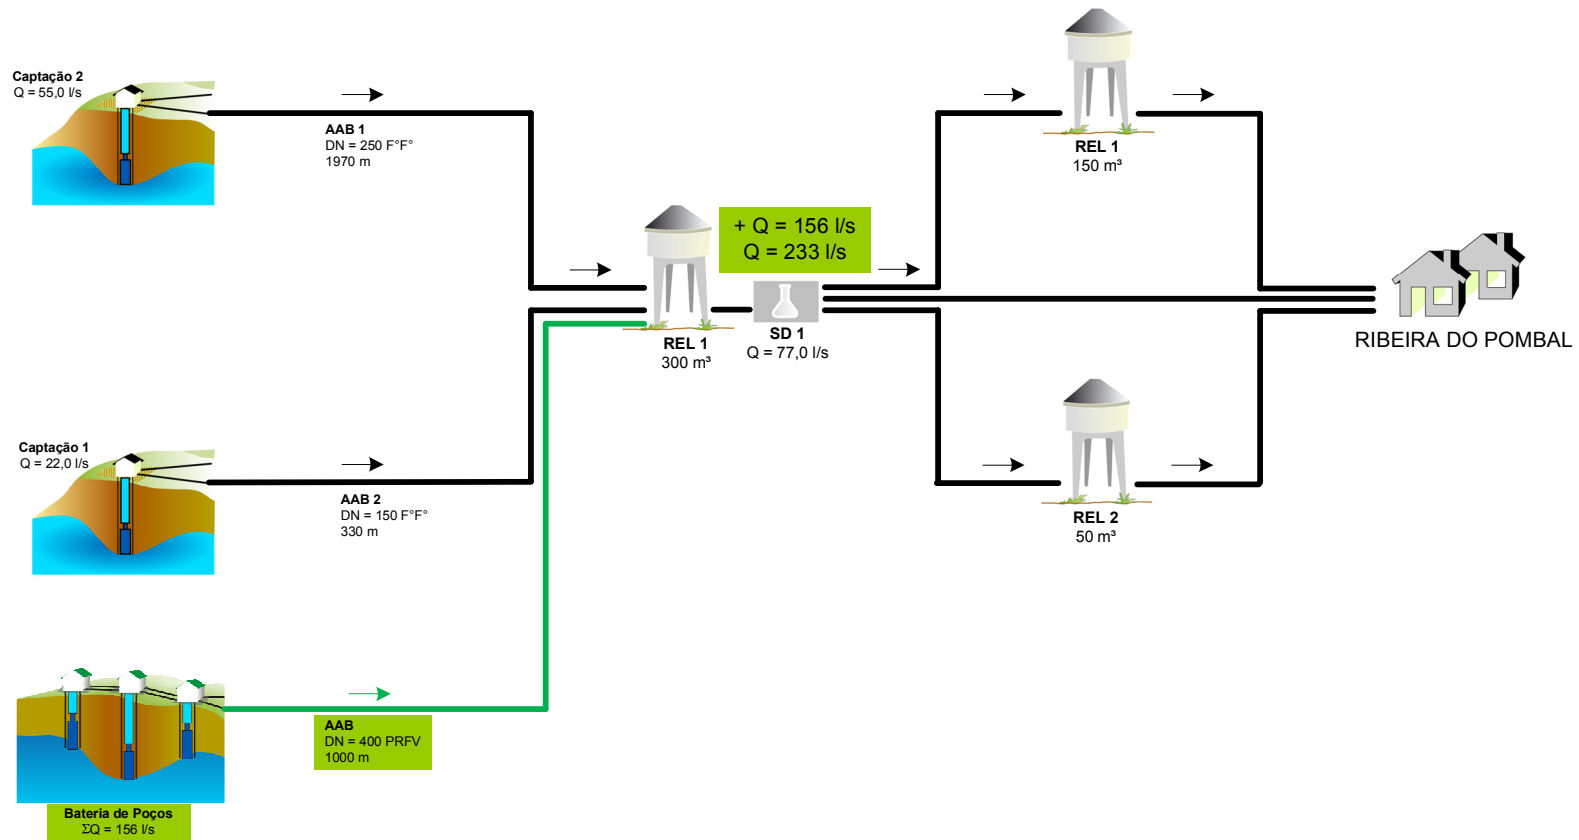 Captação 2
Q = 55,0 l/s
AAB 1
DN = 250 F°F°
1970 m
REL 1
150 m³
+ Q = 156 l/s
Q = 233 l/s
REL 1
300 m³
SD 1
Q = 77,0 l/s
RIBEIRA DO POMBAL
Captação 1
Q = 22,0 l/s
AAB 2
DN = 150 F°F°
330 m
REL 2
50 m³
AAB
DN = 400 PRFV
1000 m
Bateria de Poços
ΣQ = 156 l/s